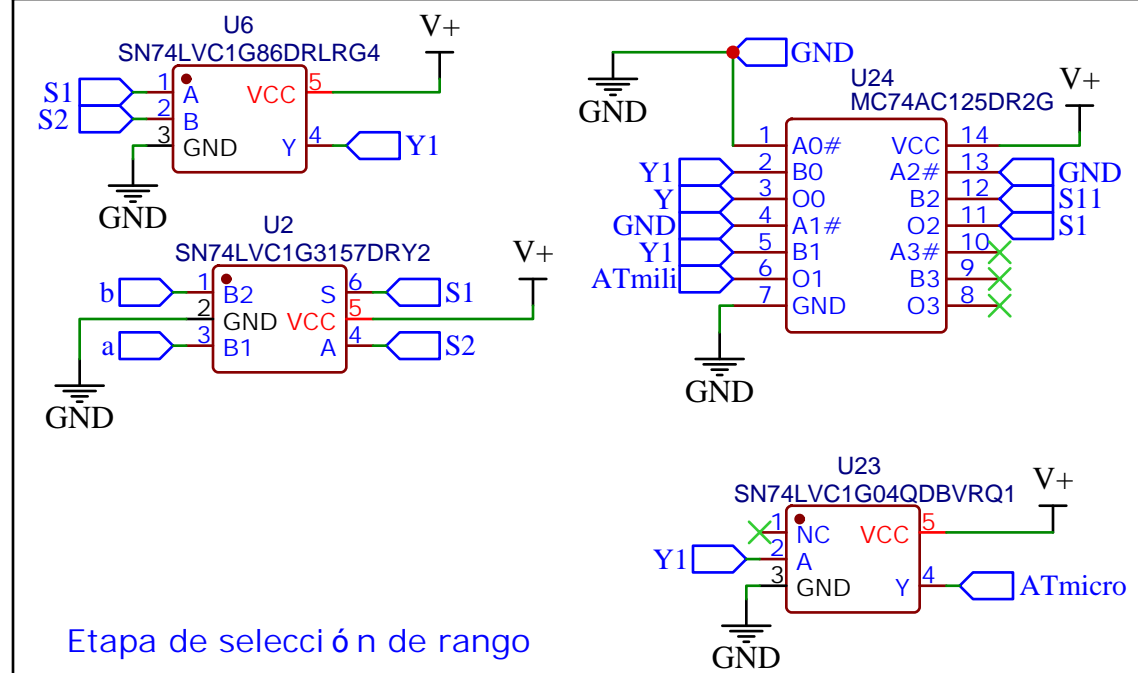 U6
SN74LVC1G86DRLRG4
V+
S1 1 A VCC 5
S2 2 B
3 GND Y 4 Y1
GND
U2
SN74LVC1G3157DRY2
V+
b 1 B2 S 6 S1
2 GND VCC 5
a 3 B1 A 4 S2
GND
GND
GND
U24
MC74AC125DR2G
V+
1 A0# VCC 14
Y1 2 B0 A2# 13 GND
Y 3 O0 B2 12 S11
GND 4 A1# O2 11 S1
Y1 5 B1 A3# 10
ATmili 6 O1 B3 9
7 GND O3 8
GND
U23
SN74LVC1G04QDBVRQ1
V+
1 NC VCC 5
Y1 2 A
3 GND Y 4 ATmicro
GND
Etapa de selección de rango